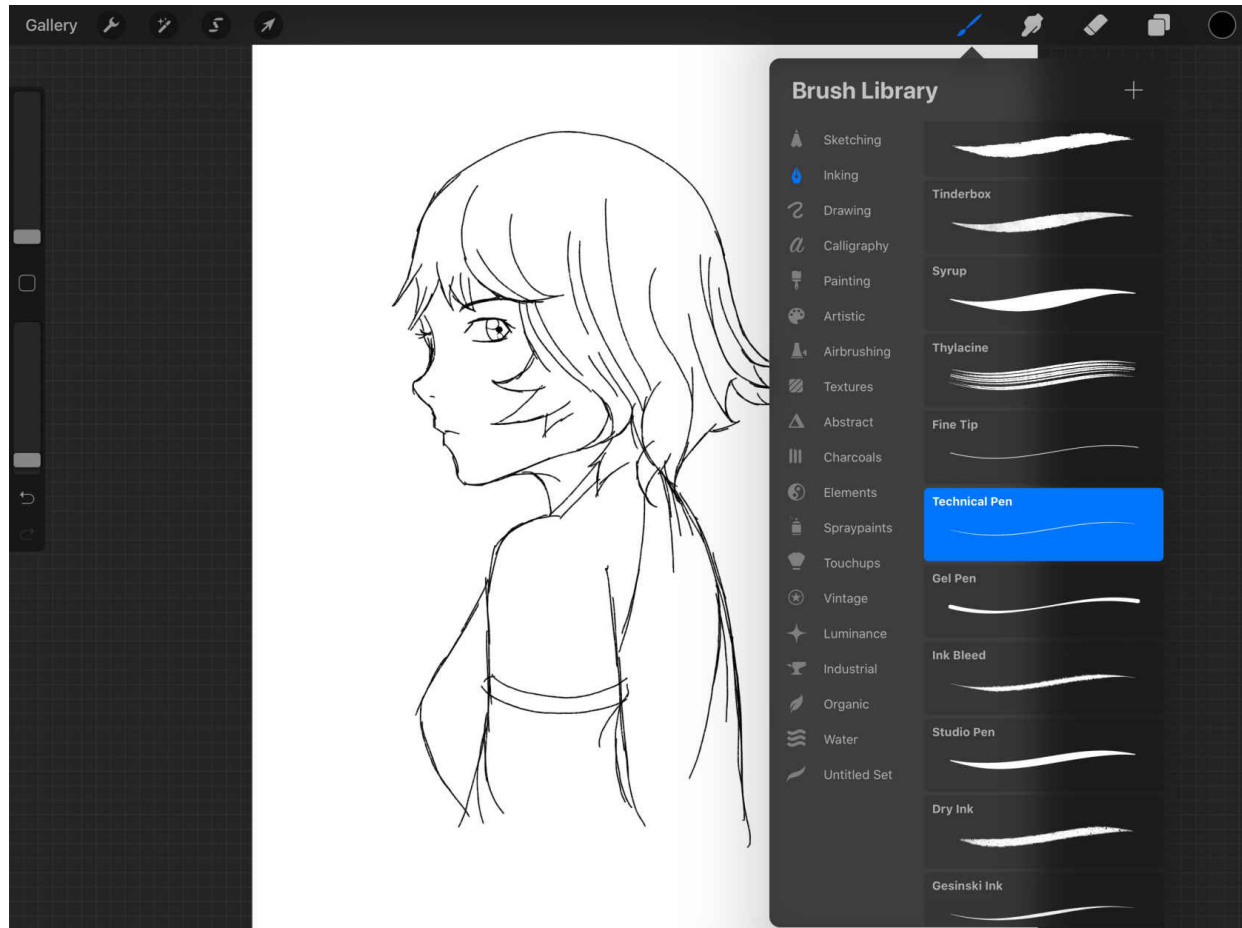 Gallery
Brush Library
Sketching
Inking
Drawing
Calligraphy
Painting
Artistic
Airbrushing
Textures
Abstract
Charcoals
Elements
Spraypaints
Touchups
Vintage
Luminance
Industrial
Organic
Water
Untitled Set
Tinderbox
Syrup
Thylacine
Fine Tip
Technical Pen
Gel Pen
Ink Bleed
Studio Pen
Dry Ink
Gesinski Ink